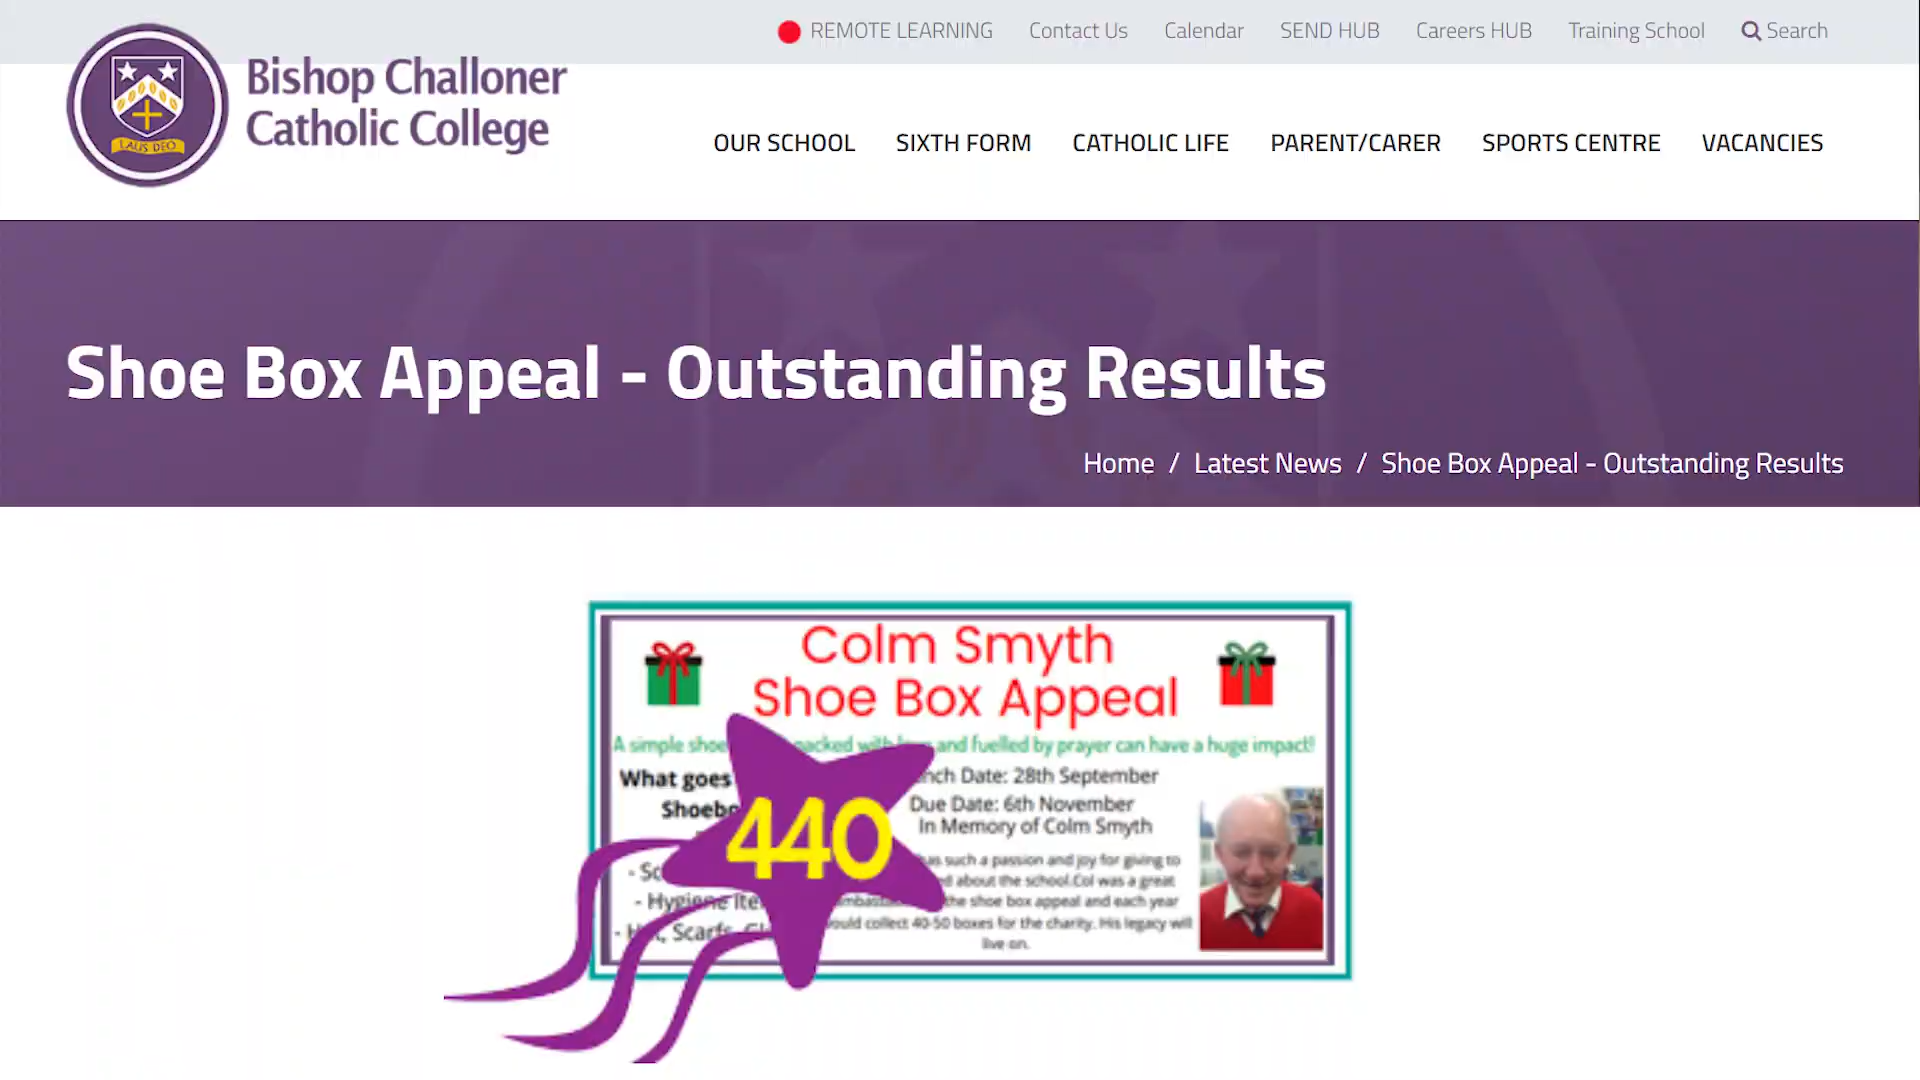 REMOTE LEARNING Contact Us Calendar SEND HUB Careers HUB Training School Search
Bishop Challoner
Catholic College
LAUS DEO
OUR SCHOOL SIXTH FORM CATHOLIC LIFE PARENT/CARER SPORTS CENTRE VACANCIES
Shoe Box Appeal - Outstanding Results
Home / Latest News / Shoe Box Appeal - Outstanding Results
Colm Smyth
Shoe Box Appeal
A simple packed and fuelled by prayer can have a huge impact!
What goes
Date: 28th September
Due Date: 6th November
In Memory of Colm Smyth
440
has such a passion and joy for giving to
about the school.Col was a great
- Hygiene
the shoe box appeal and each year
would collect 40-50 boxes for the charity. His legacy will
Scarfs,
live on.